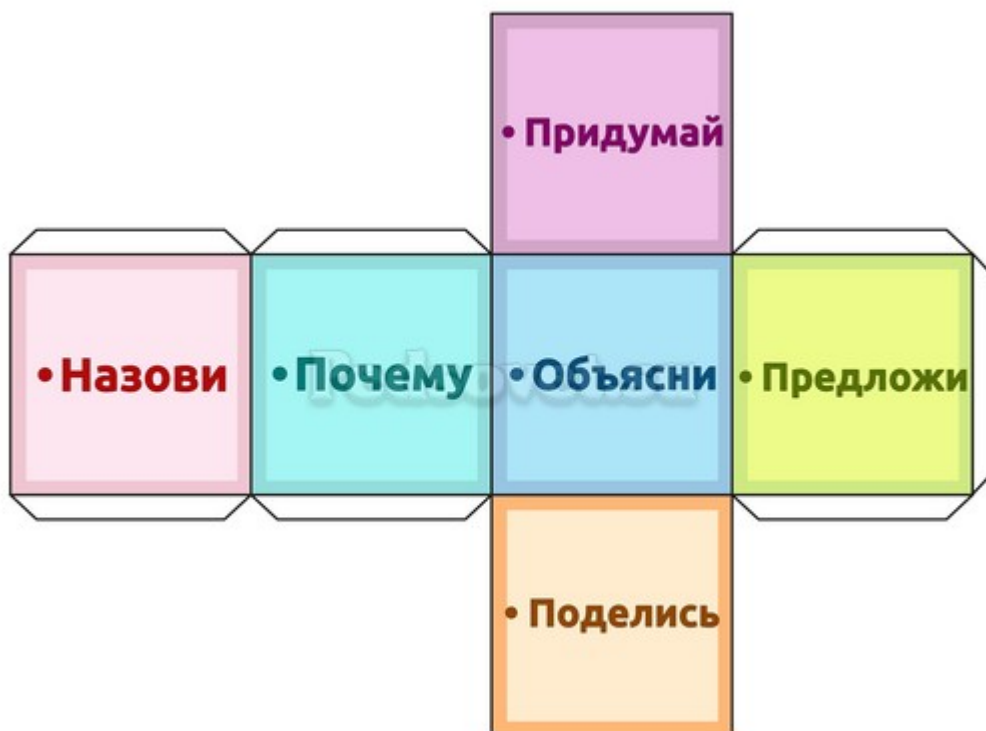 • Придумай
• Назови
• Почему
• Объясни
• Предложи
• Поделись